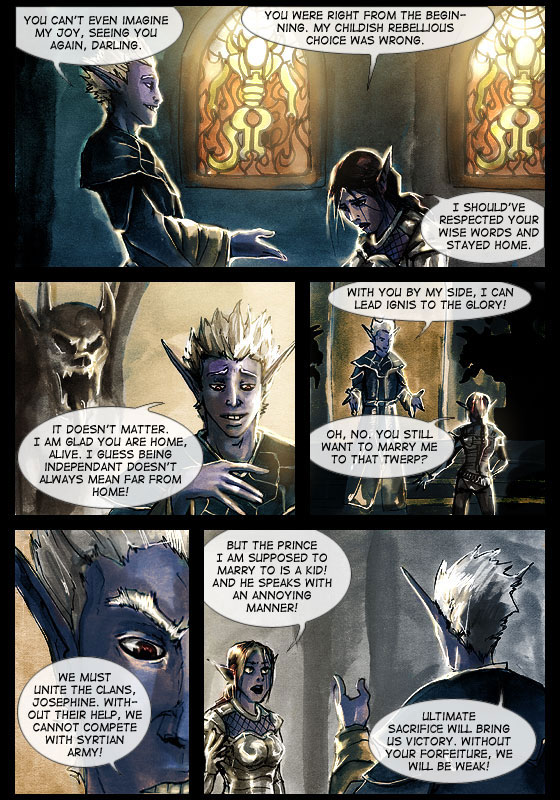 YOU CAN'T EVEN IMAGINE
MY JOY, SEEING YOU
AGAIN, DARLING.
YOU WERE RIGHT FROM THE BEGIN-
NING. MY CHILDISH REBELLIOUS
CHOICE WAS WRONG.
I SHOULD'VE
RESPECTED YOUR
WISE WORDS AND
STAYED HOME.
IT DOESN'T MATTER.
I AM GLAD YOU ARE HOME,
ALIVE. I GUESS BEING
INDEPENDANT DOESN'T
ALWAYS MEAN FAR FROM
HOME!
WITH YOU BY MY SIDE, I CAN
LEAD IGNIS TO THE GLORY!
OH, NO. YOU STILL
WANT TO MARRY ME
TO THAT TWERP?
WE MUST
UNITE THE CLANS,
JOSEPHINE. WITH-
OUT THEIR HELP, WE
CANNOT COMPETE
WITH SYRTIAN
ARMY!
BUT THE PRINCE
I AM SUPPOSED TO
MARRY TO IS A KID!
AND HE SPEAKS WITH
AN ANNOYING
MANNER!
ULTIMATE
SACRIFICE WILL BRING
US VICTORY. WITHOUT
YOUR FORFEITURE, WE
WILL BE WEAK!